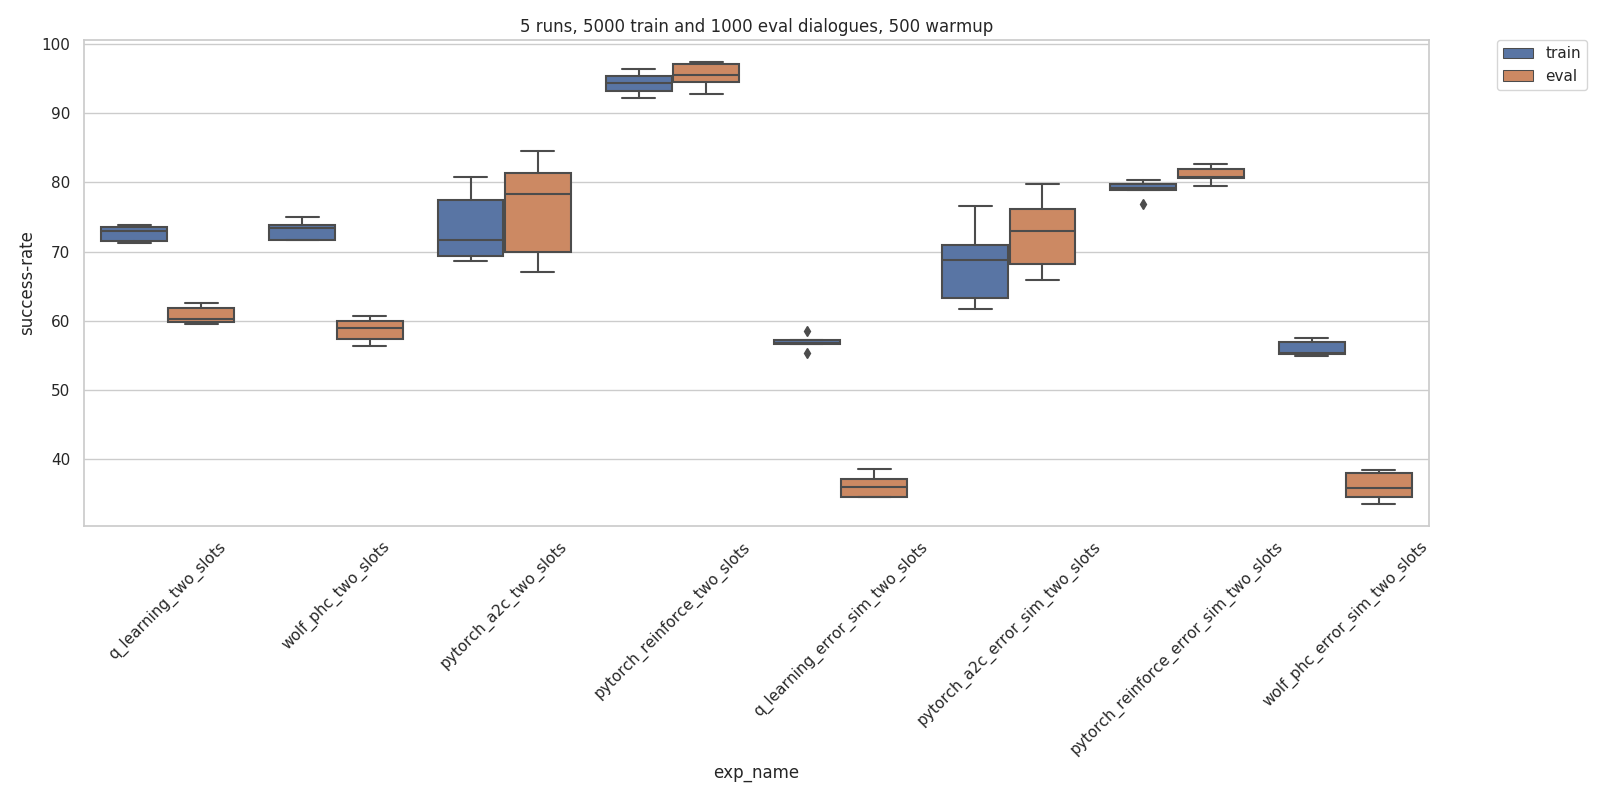 5 runs, 5000 train and 1000 eval dialogues, 500 warmup
train
eval
success-rate
100
90
80
70
60
50
40
q_learning_two_slots
wolf_phc_two_slots
pytorch_a2c_two_slots
pytorch_reinforce_two_slots
q_learning_error_sim_two_slots
pytorch_a2c_error_sim_two_slots
pytorch_reinforce_error_sim_two_slots
wolf_phc_error_sim_two_slots
exp_name